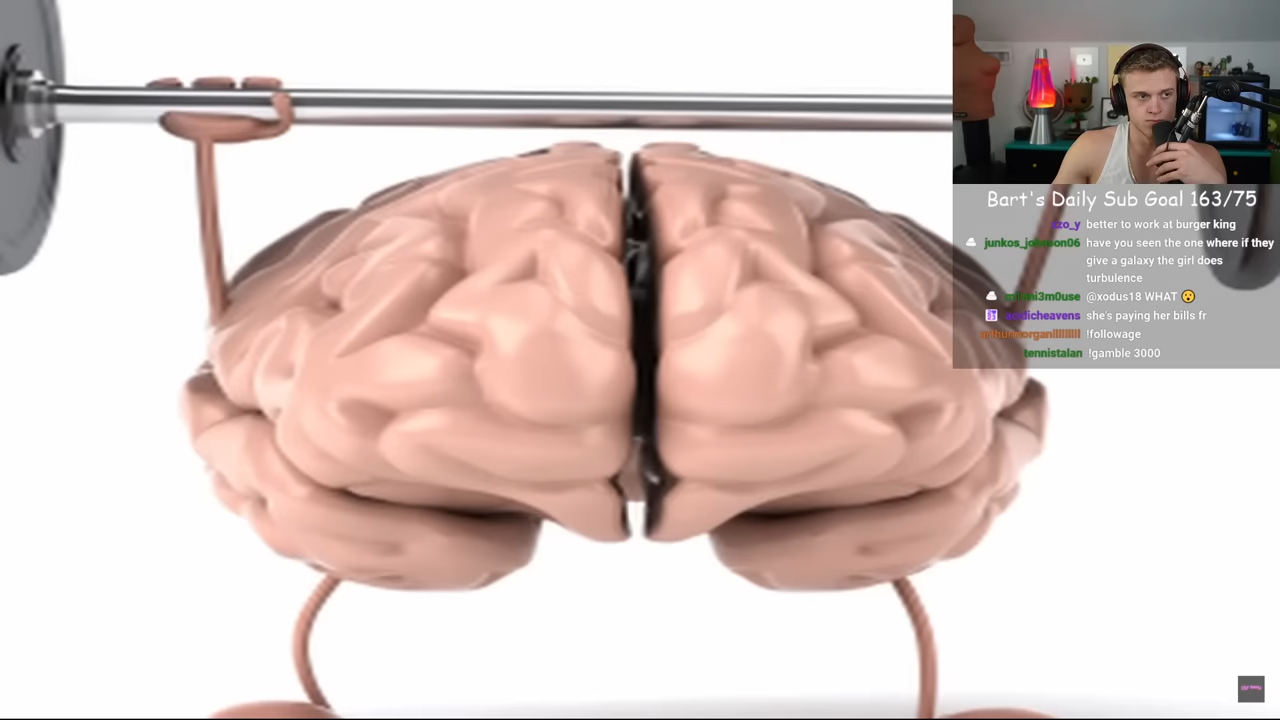 Bart's Daily Sub Goal 163/75
better to work at burger king
have you seen the one where if they
give a galaxy the girl does
turbulence
@xodus18 WHAT 😮
she's paying her bills fr
!followage
tennistalan !gamble 3000